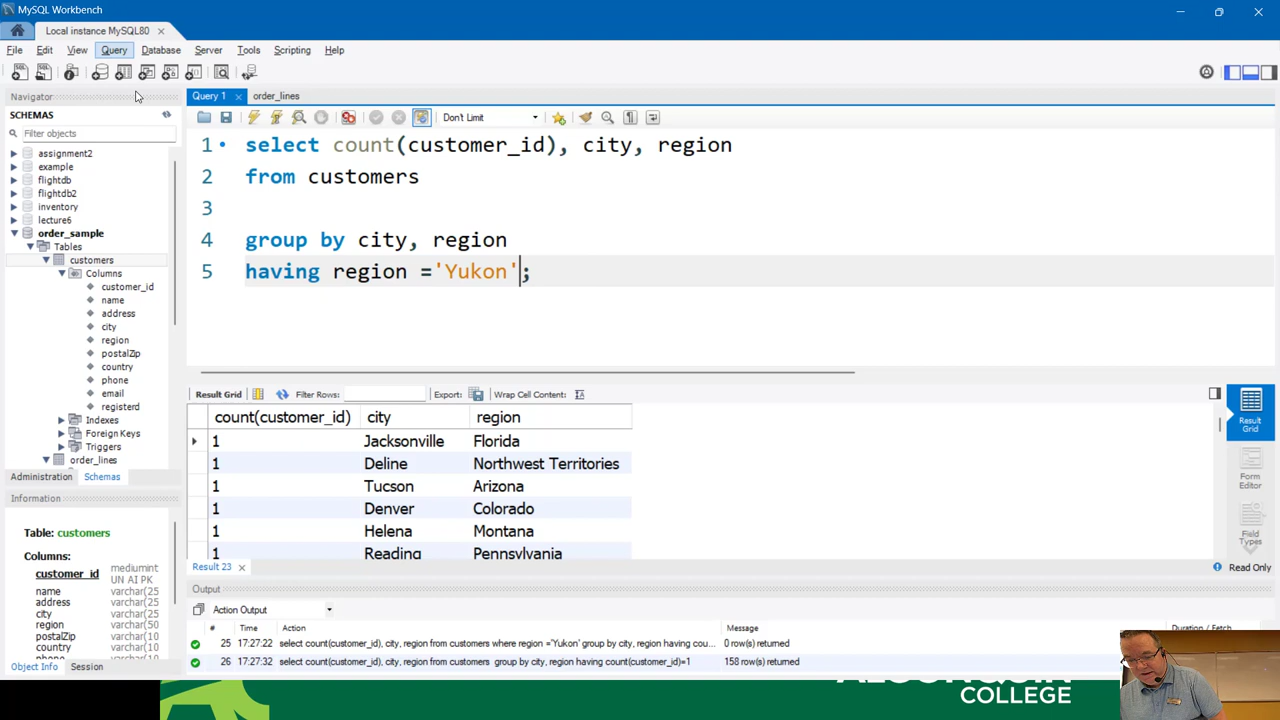 MySQL Workbench
Local instance MySQL80
File Edit View Query Database Server Tools Scripting Help
Navigator
SCHEMAS
Filter objects
assignment2
example
flightdb
flightdb2
inventory
lecture6
order_sample
Tables
customers
Columns
customer_id
name
address
city
region
postalZip
country
phone
email
registerd
Indexes
Foreign Keys
Triggers
order_lines
Administration Schemas
Information
Table: customers
Columns:
customer_id mediumint
UN AI PK
name varchar(25
address varchar(25
city varchar(25
region varchar(50
postalZip varchar(10
country varchar(10
Object Info Session
Query 1 order_lines
Don't Limit
1 select count(customer_id), city, region
2 from customers
3
4 group by city, region
5 having region ='Yukon';
Result Grid Filter Rows: Export: Wrap Cell Content:
count(customer_id) city region
1 Jacksonville Florida
1 Deline Northwest Territories
1 Tucson Arizona
1 Denver Colorado
1 Helena Montana
1 Reading Pennsylvania
Result Grid
Form Editor
Field Types
Result 23
Read Only
Output
Action Output
# Time Action Message Duration / Fetch
25 17:27:22 select count(customer_id), city, region from customers where region ='Yukon' group by city, region having cou... 0 row(s) returned
26 17:27:32 select count(customer_id), city, region from customers group by city, region having count(customer_id)=1 158 row(s) returned
COLLEGE